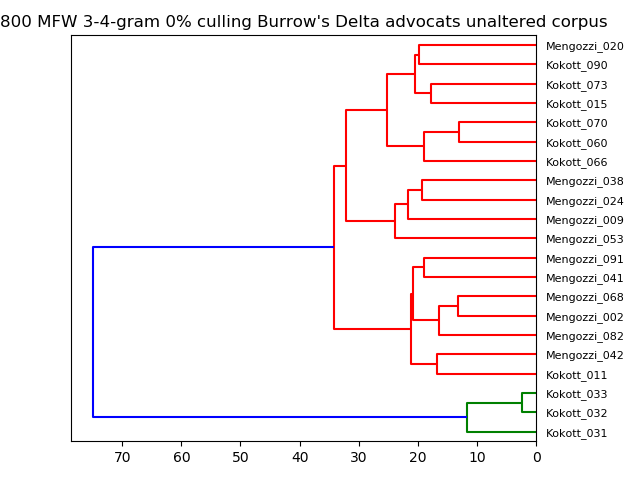 800 MFW 3-4-gram 0% culling Burrow's Delta advocats unaltered corpus
Mengozzi_020
Kokott_090
Kokott_073
Kokott_015
Kokott_070
Kokott_060
Kokott_066
Mengozzi_038
Mengozzi_024
Mengozzi_009
Mengozzi_053
Mengozzi_091
Mengozzi_041
Mengozzi_068
Mengozzi_002
Mengozzi_082
Mengozzi_042
Kokott_011
Kokott_033
Kokott_032
Kokott_031
70 60 50 40 30 20 10 0